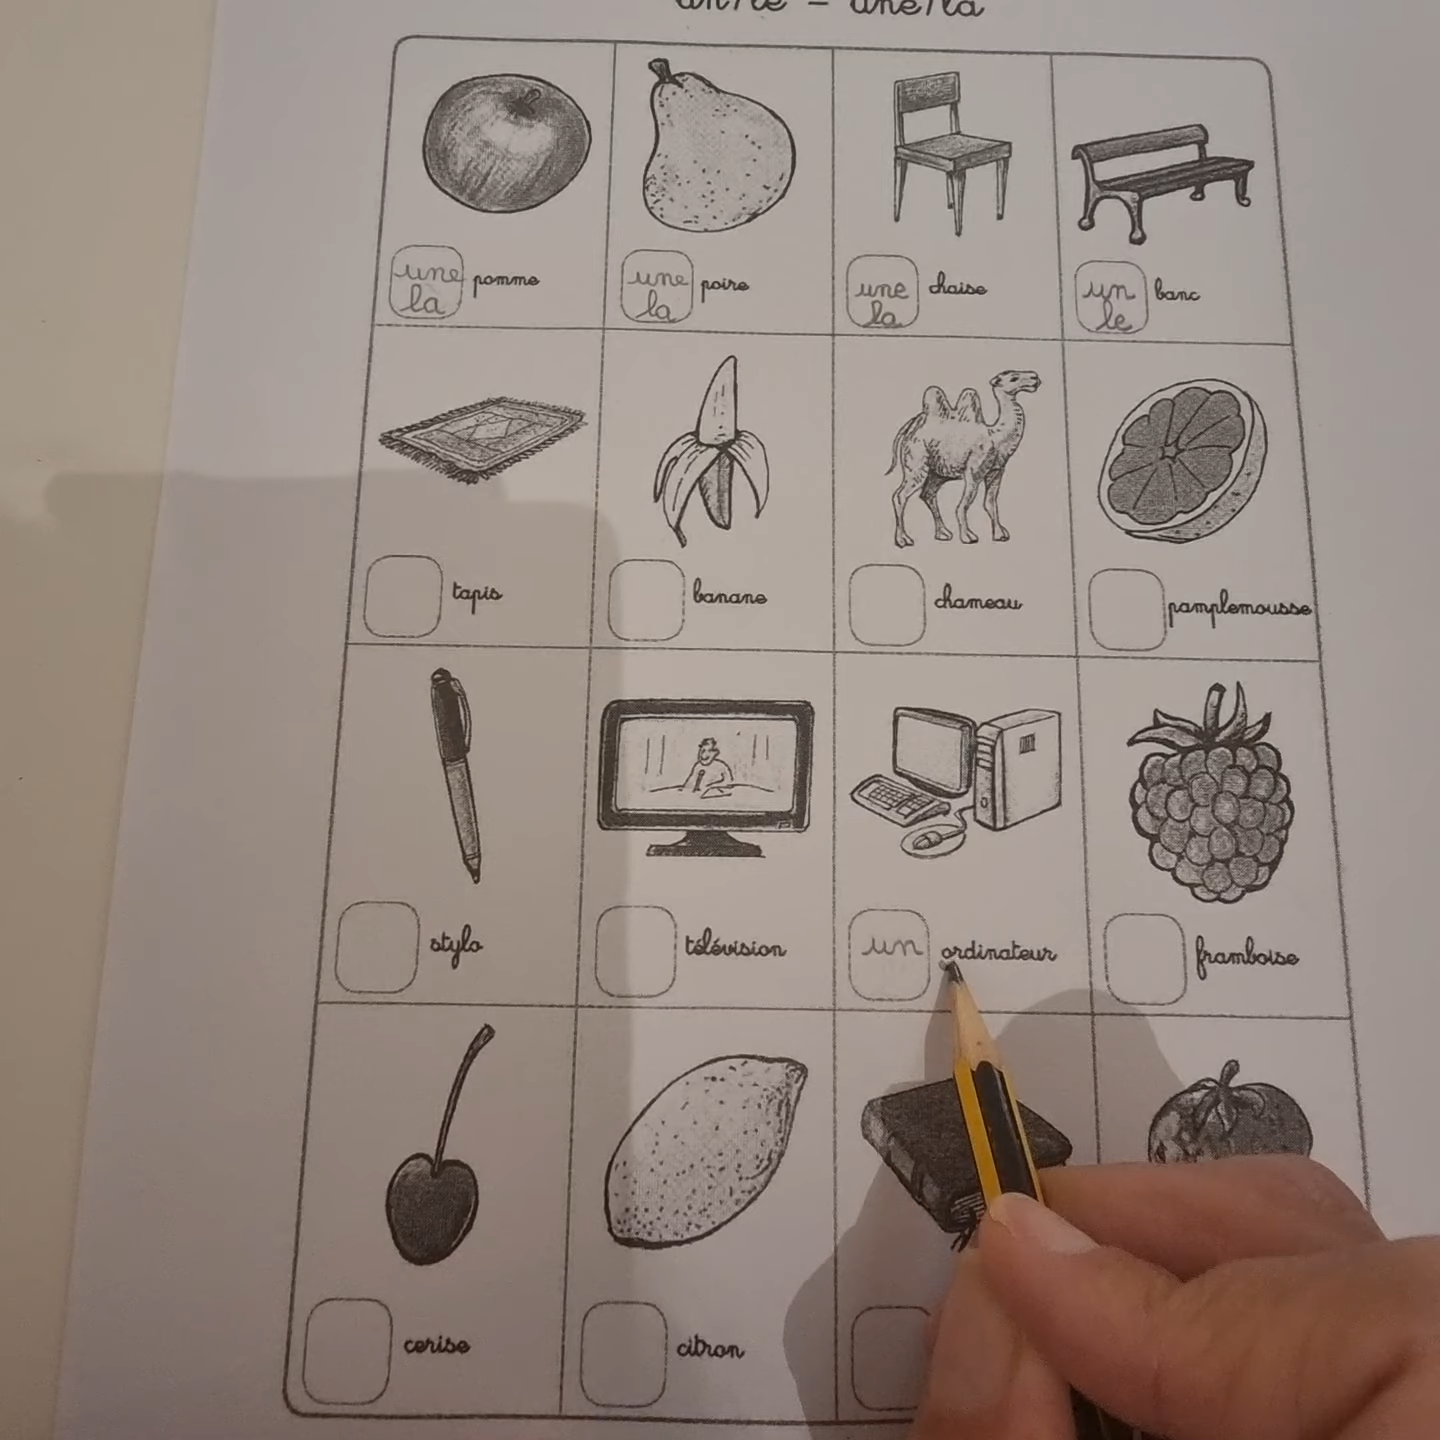 un/le - une/la
une pomme
la
une poire
la
une chaise
la
un banc
le
tapis
banane
chameau
pamplemousse
stylo
télévision
un ordinateur
framboise
cerise
citron